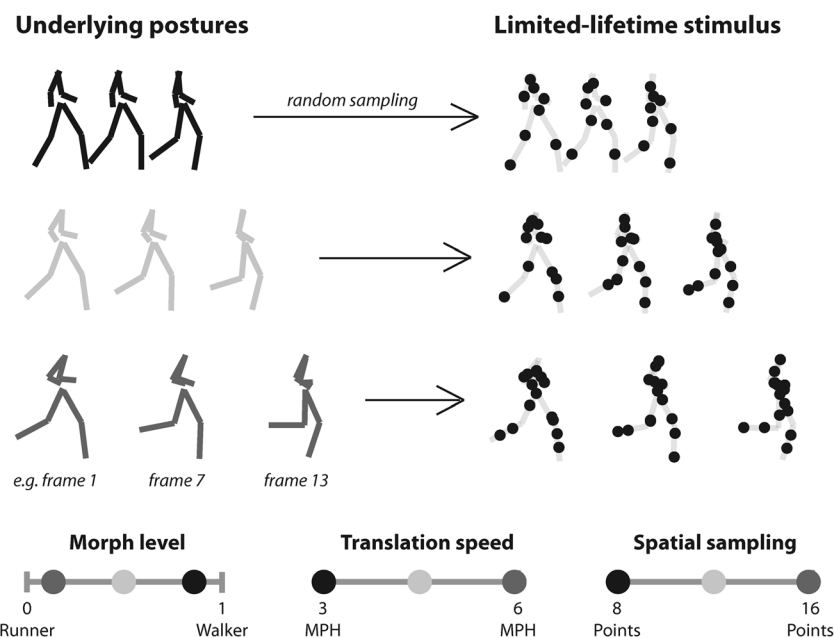 Underlying postures
Limited-lifetime stimulus
random sampling
e.g. frame 1
frame 7
frame 13
Morph level
0
1
Runner
Walker
Translation speed
3
6
MPH
MPH
Spatial sampling
8
16
Points
Points